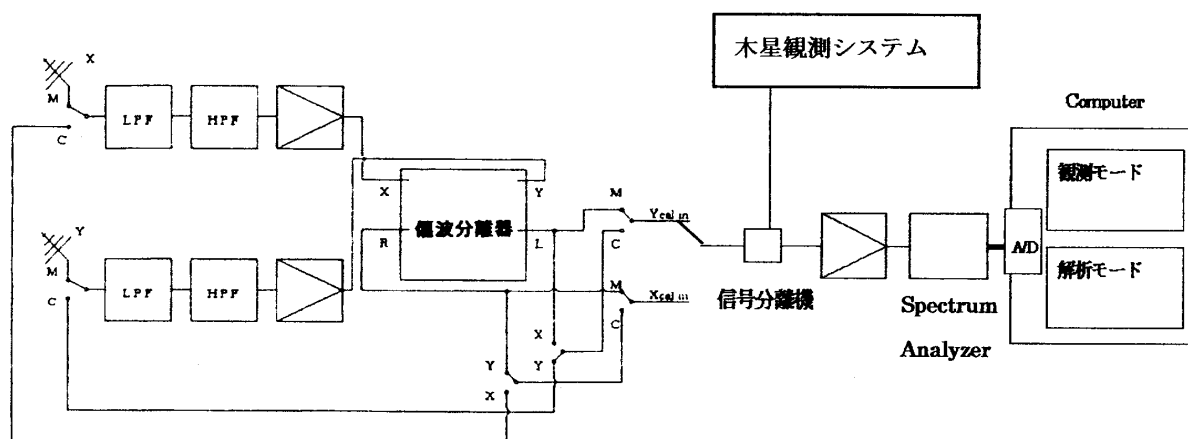 木星観測システム
Computer
観測モード
A/D
解析モード
X
M
C
LPF
HPF
X
Y
偏波分離器
R
L
M
Ycal in
C
信号分離機
Spectrum
Analyzer
Y
M
C
LPF
HPF
M
Xcal in
C
X
Y
Y
X